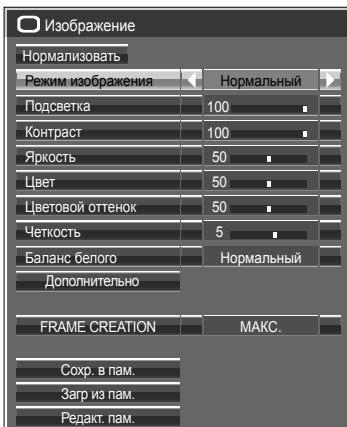 Изображение
Нормализовать
Режим изображения Нормальный
Подсветка 100
Контраст 100
Яркость 50
Цвет 50
Цветовой оттенок 50
Четкость 5
Баланс белого Нормальный
Дополнительно
FRAME CREATION МАКС.
Сохр. в пам.
Загр из пам.
Редакт. пам.